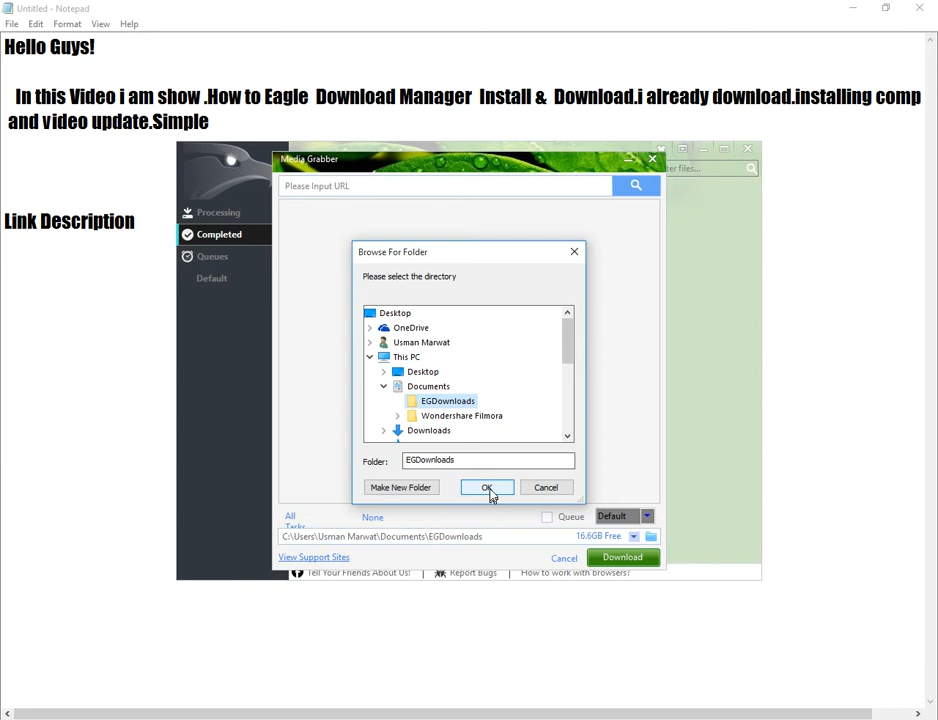 Untitled - Notepad
File Edit Format View Help
Hello Guys!
In this Video i am show .How to Eagle Download Manager Install & Download.i already download.installing comp
and video update.Simple
Media Grabber
ter files...
Please Input URL
Processing
Link Description
Completed
Queues
Default
Browse For Folder
Please select the directory
Desktop
OneDrive
Usman Marwat
This PC
Desktop
Documents
EGDownloads
Wondershare Filmora
Downloads
Folder: EGDownloads
Make New Folder OK Cancel
All Tasks None Queue Default
C:\Users\Usman Marwat\Documents\EGDownloads 16.6GB Free
View Support Sites Cancel Download
Tell Your Friends About Us! | Report Bugs | How to work with browsers?